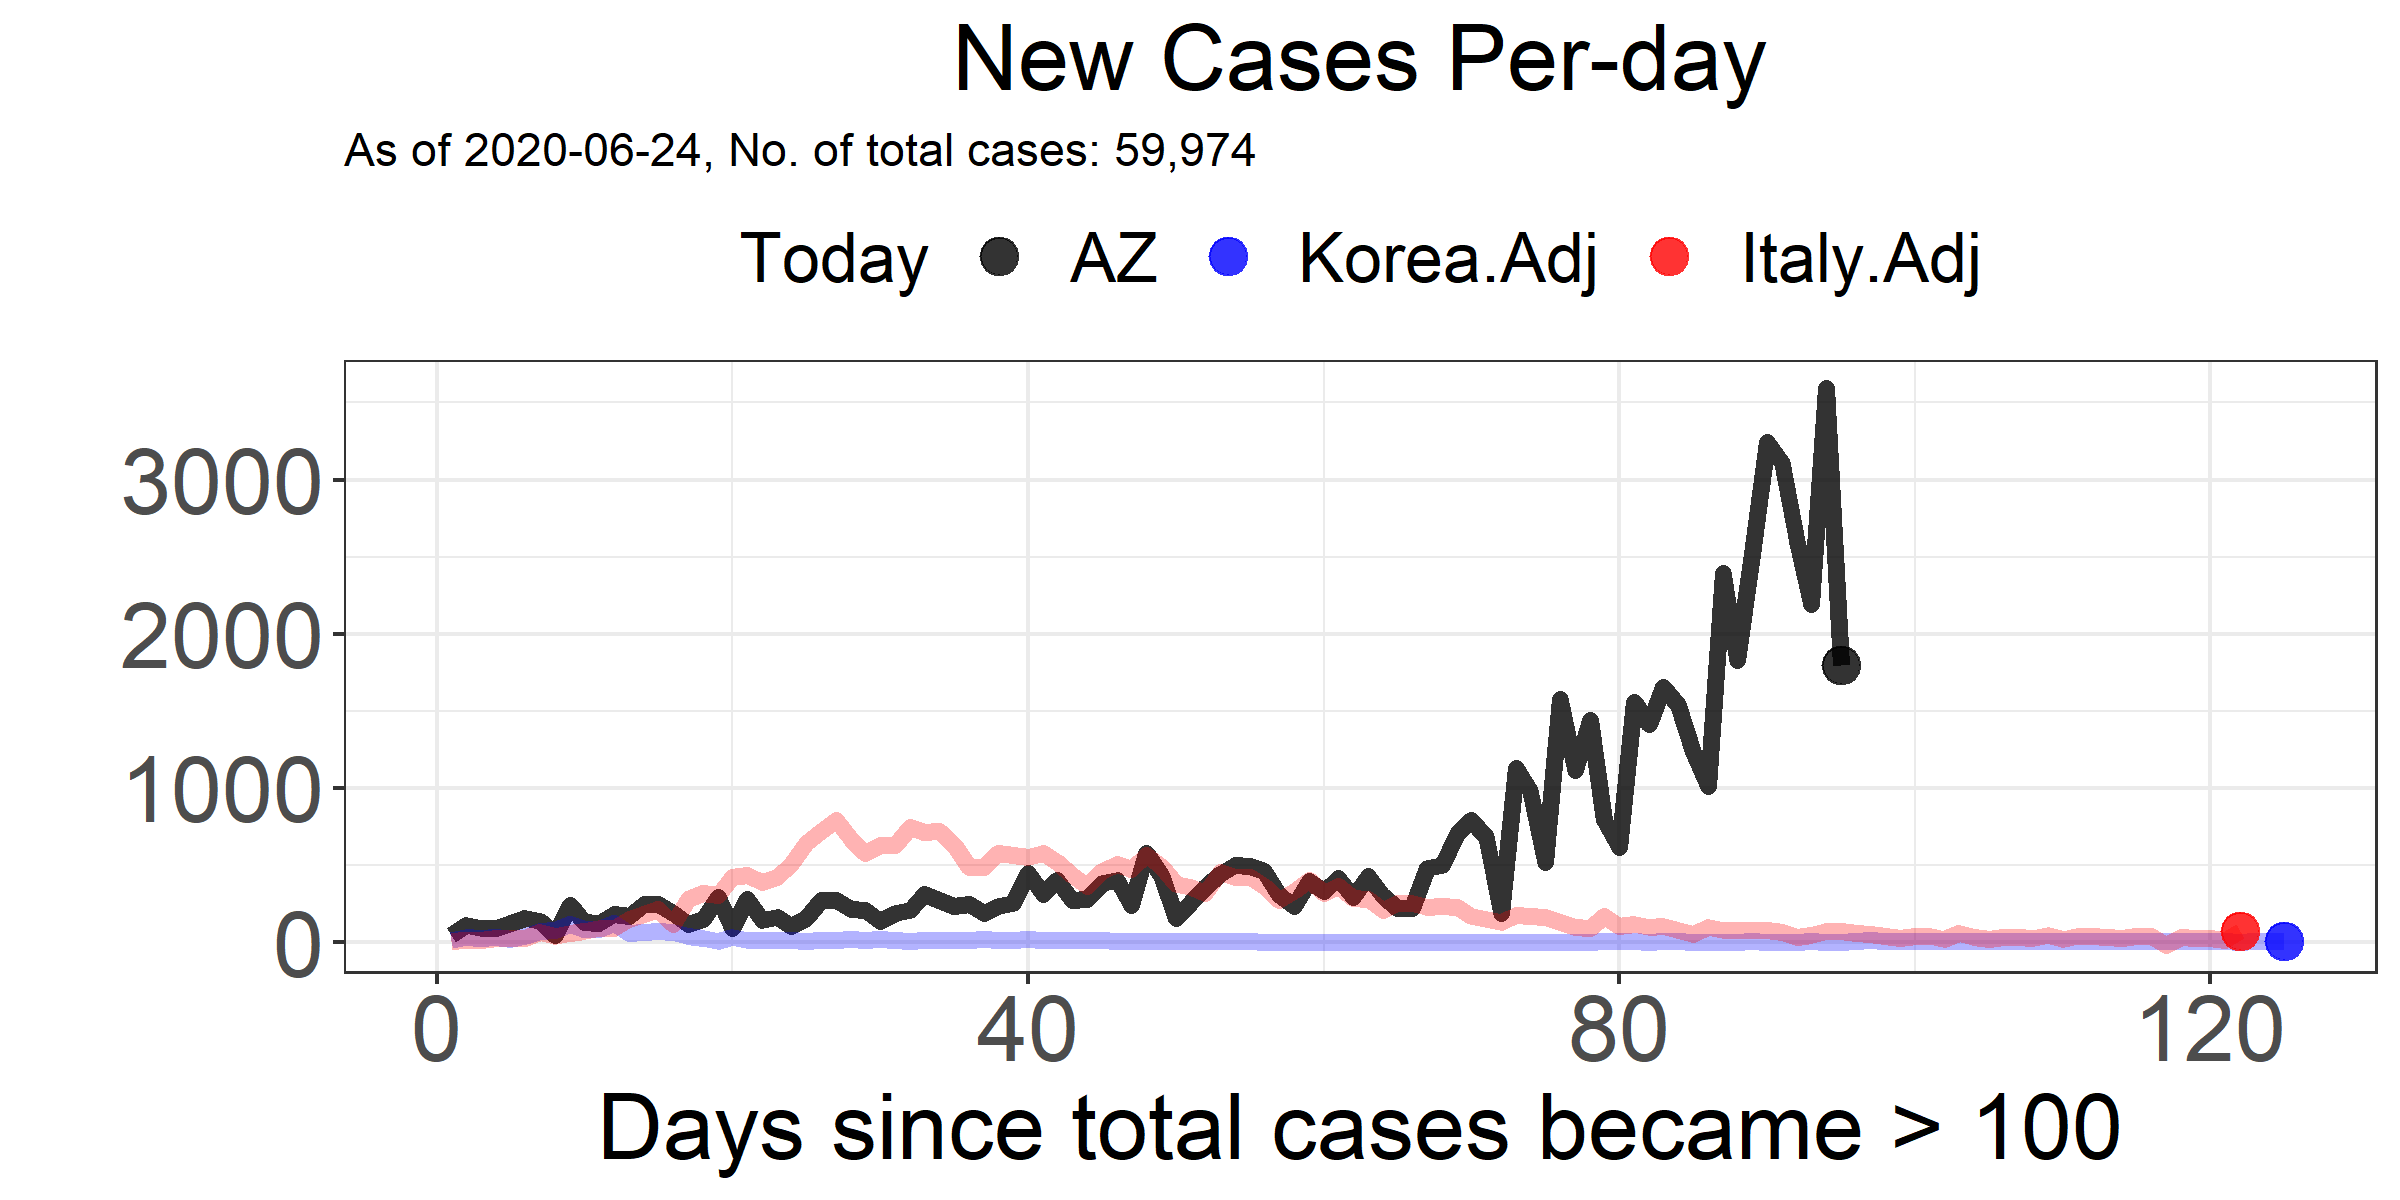 New Cases Per-day
As of 2020-06-24, No. of total cases: 59,974
Today AZ Korea.Adj Italy.Adj
3000
2000
1000
0
0 40 80 120
Days since total cases became > 100